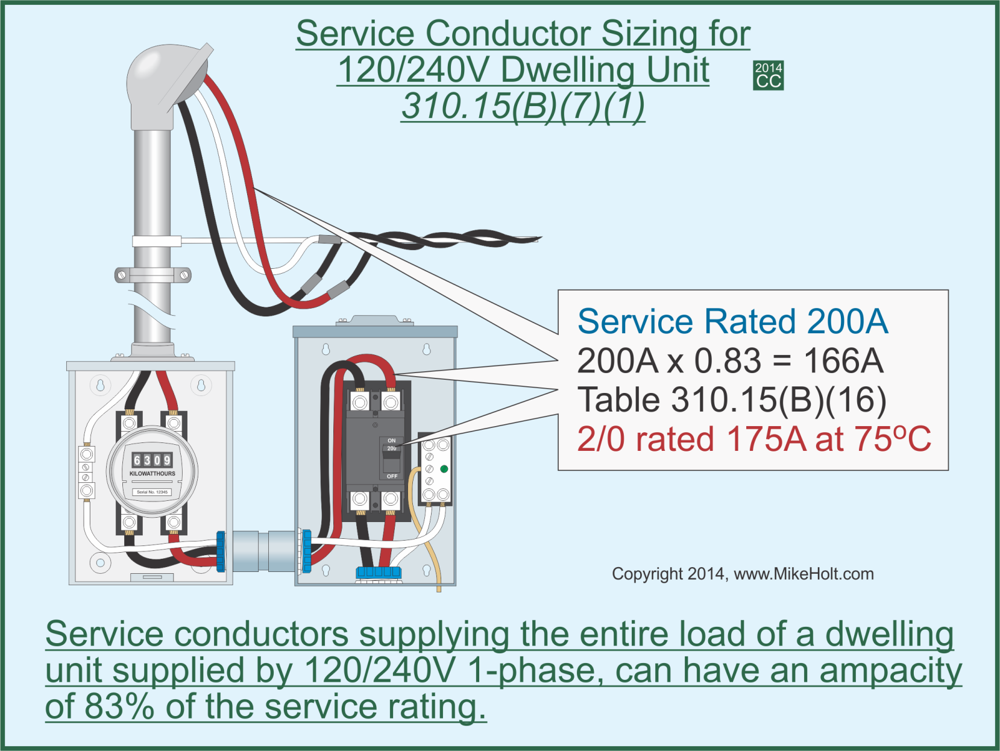 Service Conductor Sizing for
120/240V Dwelling Unit
310.15(B)(7)(1)
2014
CC
Service Rated 200A
200A x 0.83 = 166A
Table 310.15(B)(16)
2/0 rated 175A at 75ºC
ON
200
OFF
6309
KILOWATTHOURS
Serial No. 12345
Copyright 2014, www.MikeHolt.com
Service conductors supplying the entire load of a dwelling
unit supplied by 120/240V 1-phase, can have an ampacity
of 83% of the service rating.